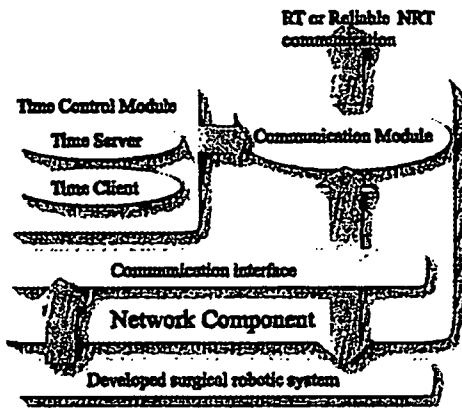 RT or Reliable NRT
communication
Time Control Module
Time Server
Communication Module
Time Client
Communication interface
Network Component
Developed surgical robotic system